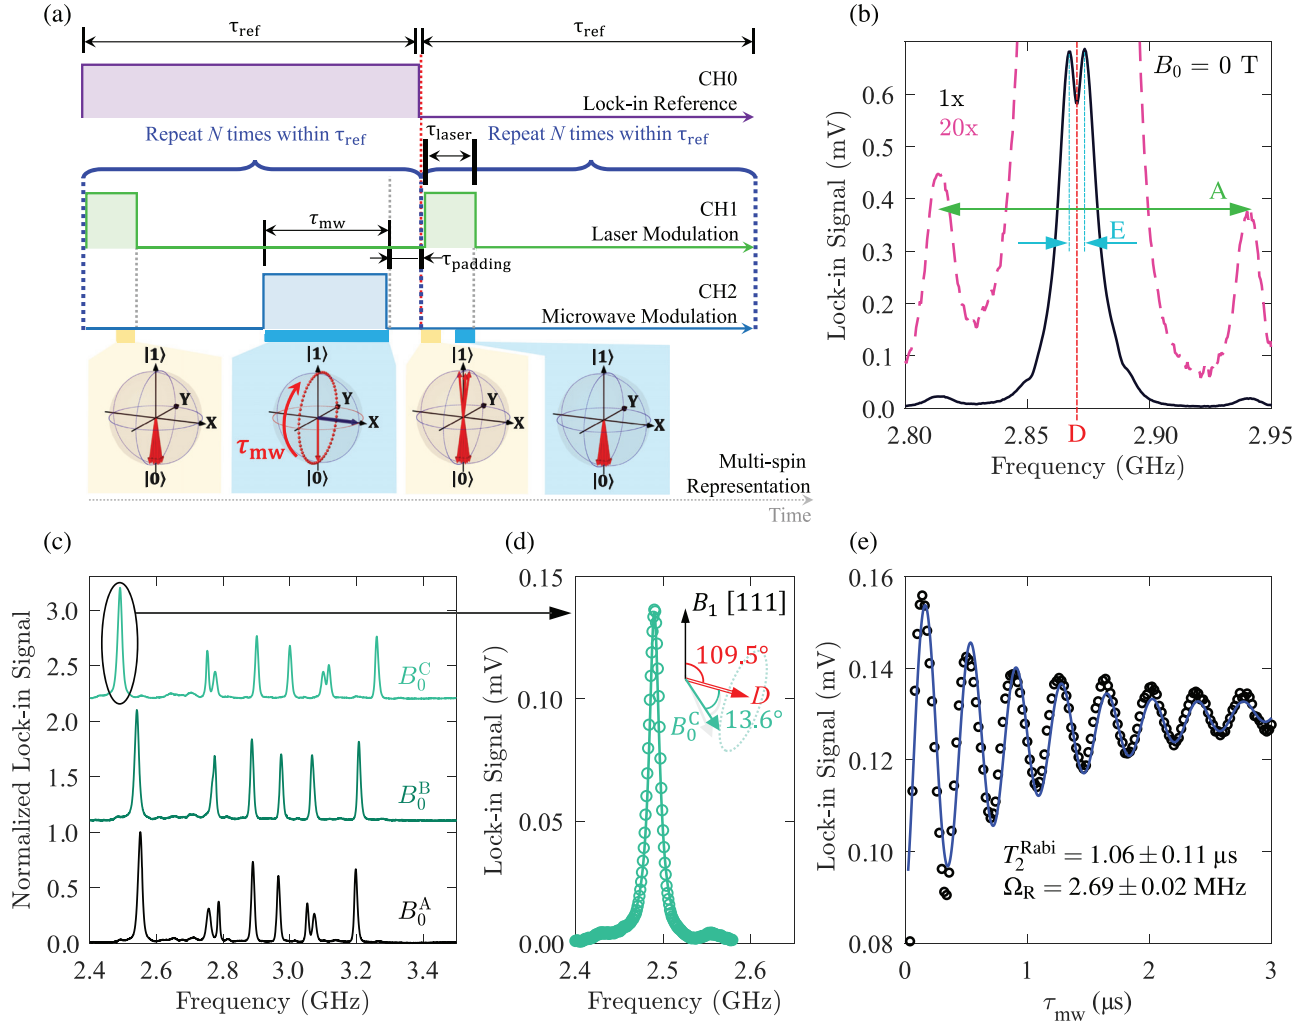 (a)
τref
τref
CH0
Lock-in Reference
Repeat N times within τref
τlaser
Repeat N times within τref
τmw
CH1
Laser Modulation
τpadding
CH2
Microwave Modulation
|1⟩
Y
X
|0⟩
|1⟩
Y
X
τmw
|0⟩
|1⟩
Y
X
|0⟩
|1⟩
Y
X
|0⟩
Multi-spin
Representation
Time
(b)
B0 = 0 T
1x
20x
A
E
0.6
0.5
0.4
0.3
0.2
0.1
0.0
Lock-in Signal (mV)
2.80
2.85
D
2.90
2.95
Frequency (GHz)
(c)
3.0
2.5
2.0
1.5
1.0
0.5
0.0
Normalized Lock-in Signal
B0^C
B0^B
B0^A
2.4
2.6
2.8
3.0
3.2
3.4
Frequency (GHz)
(d)
0.15
0.10
0.05
0.00
Lock-in Signal (mV)
B1 [111]
109.5°
D
B0^C
13.6°
2.4
2.5
2.6
Frequency (GHz)
(e)
0.16
0.14
0.12
0.10
0.08
Lock-in Signal (mV)
T2^Rabi = 1.06 ± 0.11 µs
ΩR = 2.69 ± 0.02 MHz
0
1
2
3
τmw (µs)